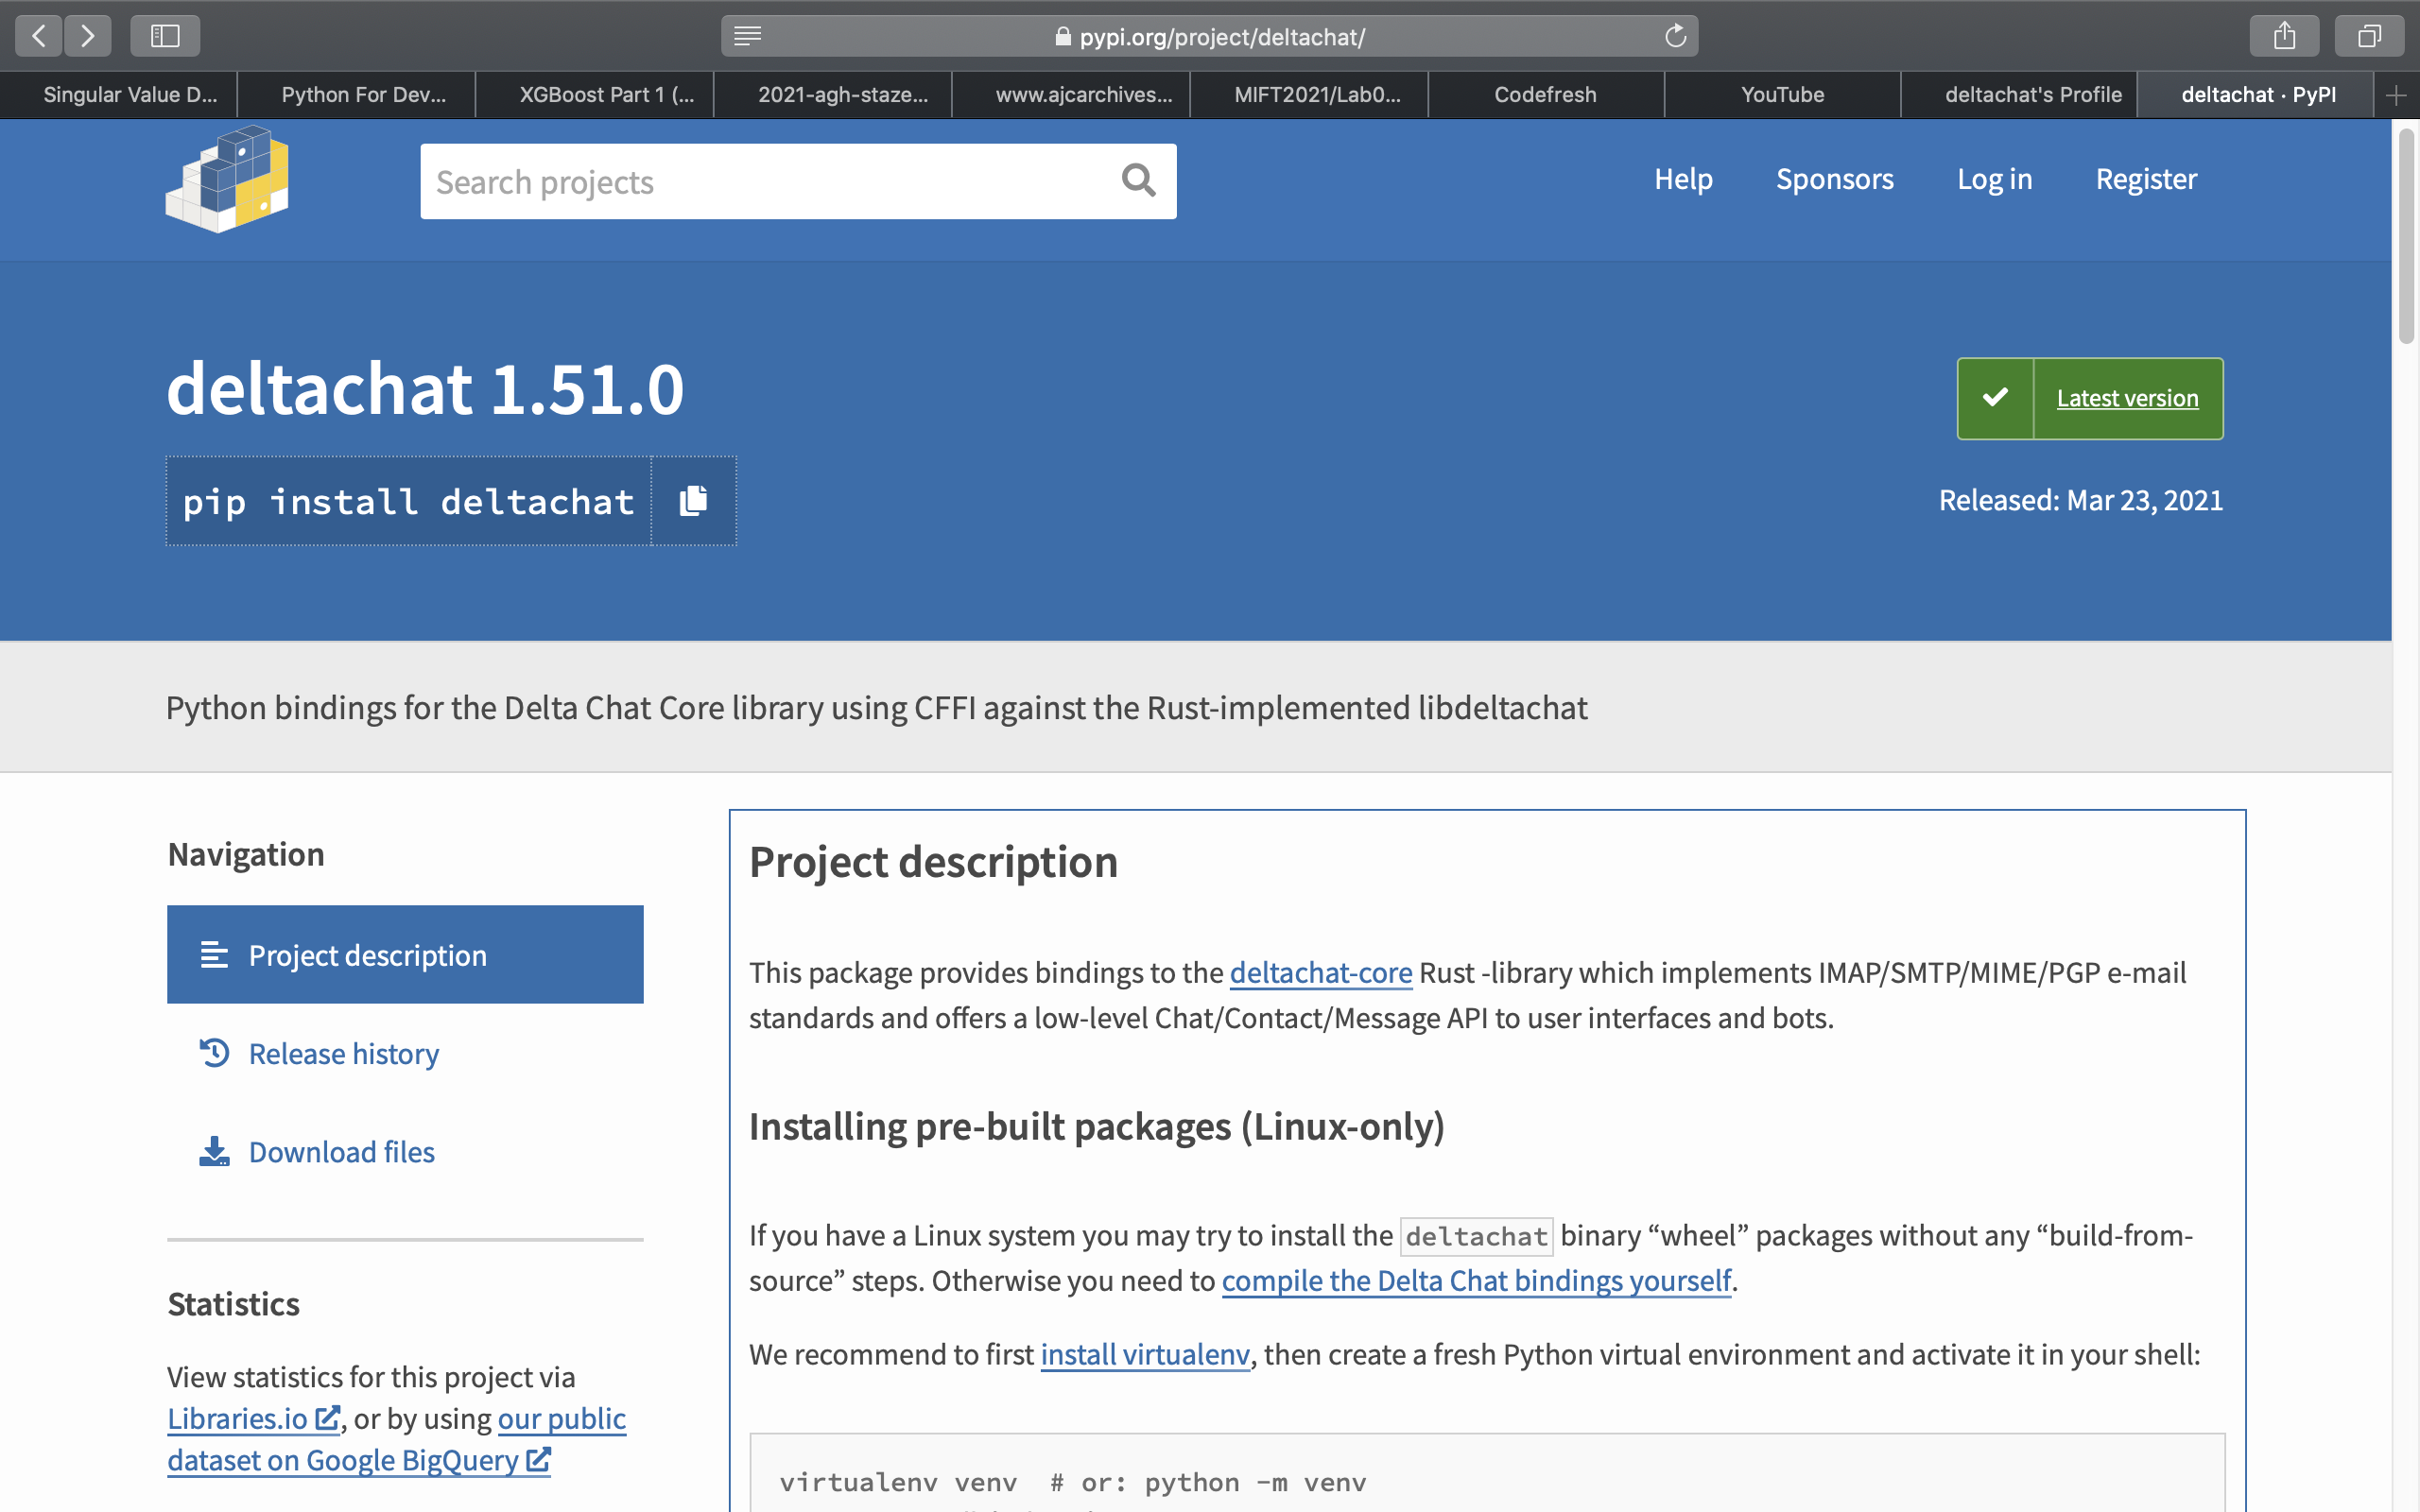 pypi.org/project/deltachat/
Singular Value D...
Python For Dev...
XGBoost Part 1 (...
2021-agh-staze...
www.ajcarchives...
MIFT2021/Lab0...
Codefresh
YouTube
deltachat's Profile
deltachat · PyPI
Search projects
Help
Sponsors
Log in
Register
deltachat 1.51.0
pip install deltachat
Latest version
Released: Mar 23, 2021
Python bindings for the Delta Chat Core library using CFFI against the Rust-implemented libdeltachat
Navigation
Project description
Release history
Download files
Statistics
View statistics for this project via
Libraries.io, or by using our public
dataset on Google BigQuery
Project description
This package provides bindings to the deltachat-core Rust -library which implements IMAP/SMTP/MIME/PGP e-mail
standards and offers a low-level Chat/Contact/Message API to user interfaces and bots.
Installing pre-built packages (Linux-only)
If you have a Linux system you may try to install the deltachat binary “wheel” packages without any “build-from-
source” steps. Otherwise you need to compile the Delta Chat bindings yourself.
We recommend to first install virtualenv, then create a fresh Python virtual environment and activate it in your shell:
virtualenv venv  # or: python -m venv